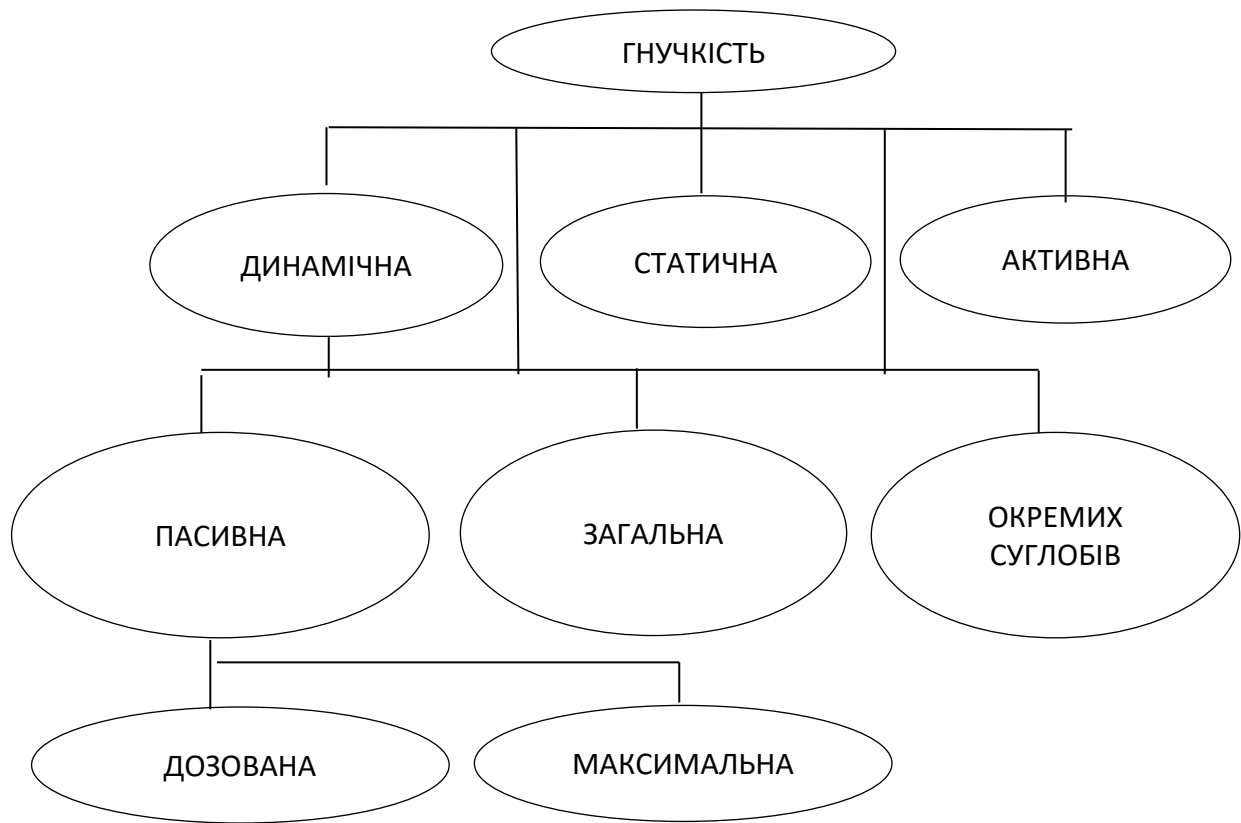 ГНУЧКІСТЬ
ДИНАМІЧНА
СТАТИЧНА
АКТИВНА
ПАСИВНА
ЗАГАЛЬНА
ОКРЕМИХ
СУГЛОБІВ
ДОЗОВАНА
МАКСИМАЛЬНА